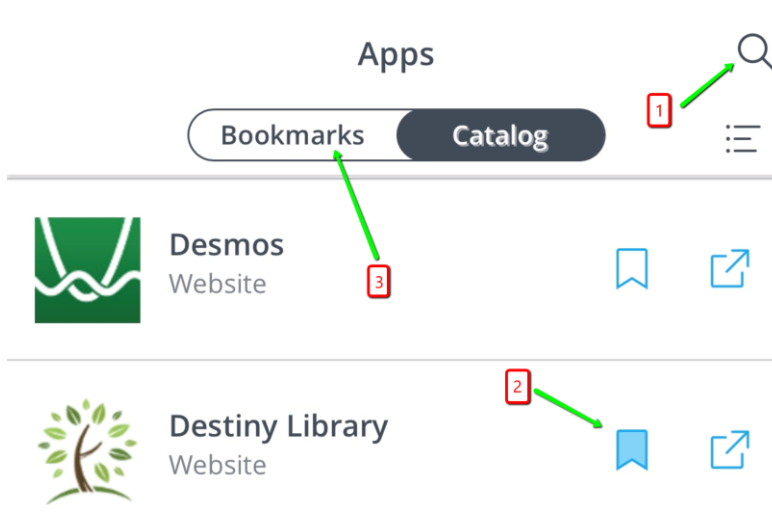 Apps
1
Bookmarks Catalog
Desmos
Website
3
2
Destiny Library
Website